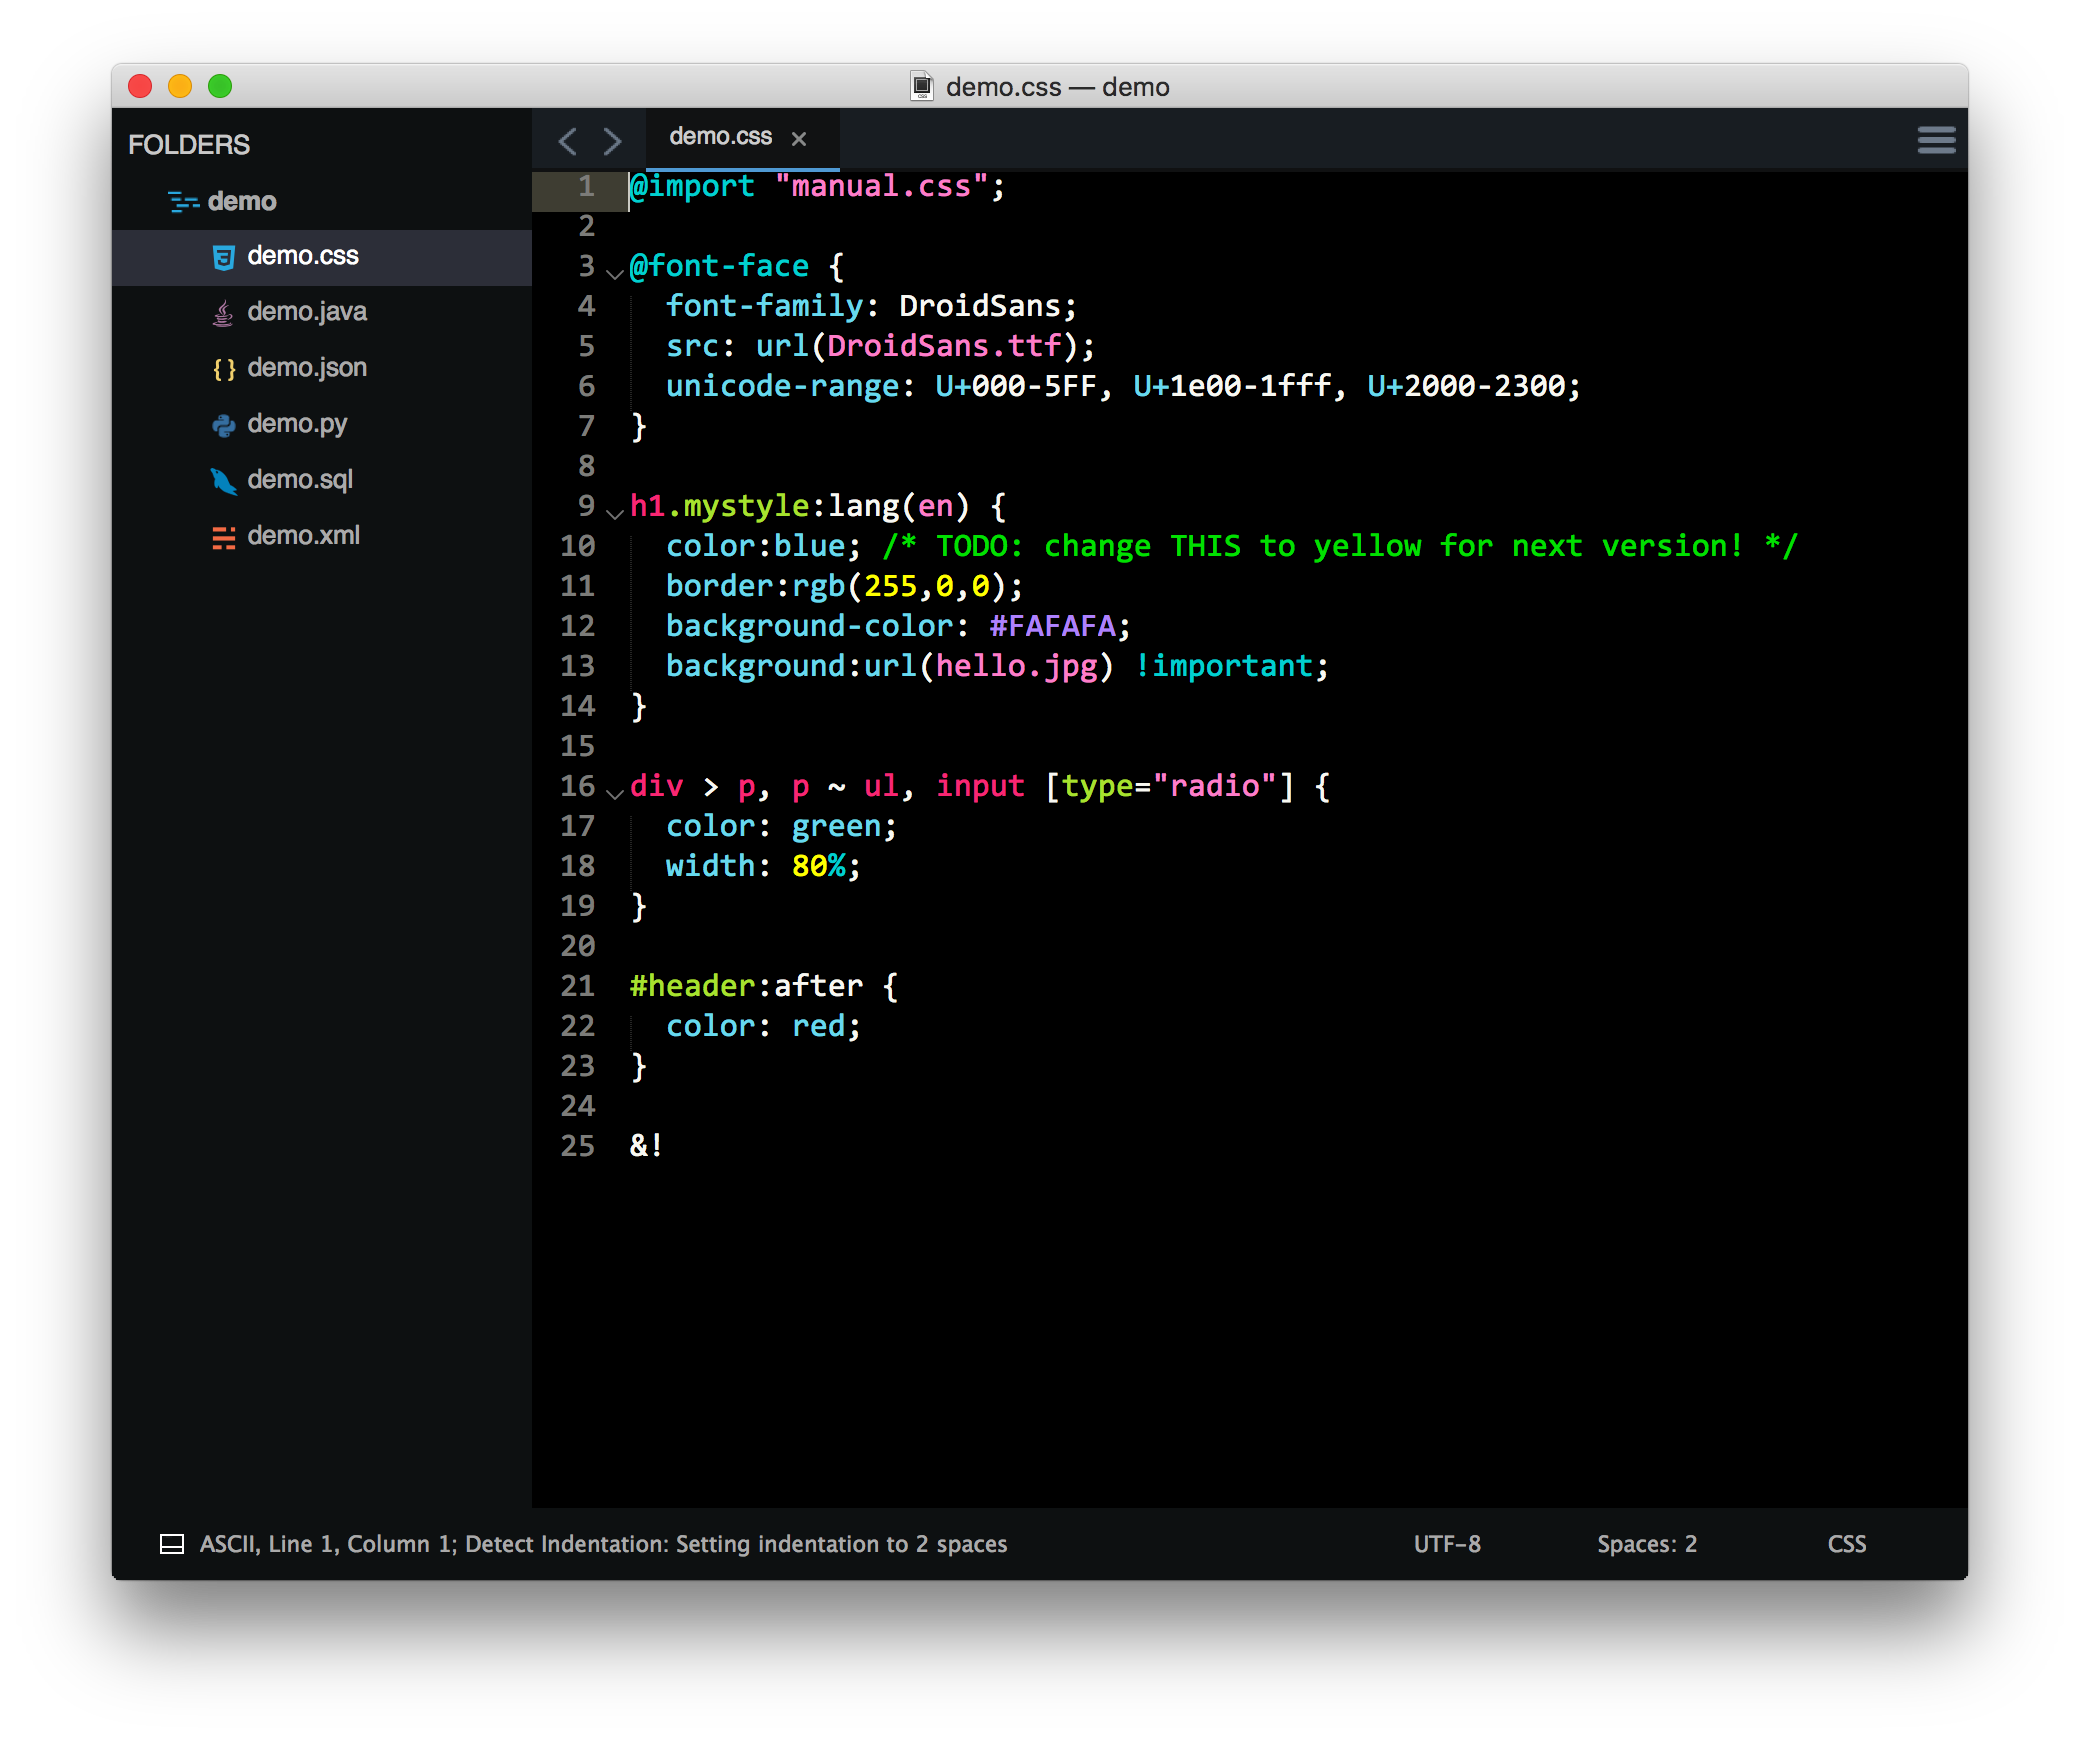 demo.css — demo
FOLDERS
demo
demo.css
demo.java
demo.json
demo.py
demo.sql
demo.xml
demo.css ×
1 @import "manual.css";
2
3 @font-face {
4   font-family: DroidSans;
5   src: url(DroidSans.ttf);
6   unicode-range: U+000-5FF, U+1e00-1fff, U+2000-2300;
7 }
8
9 h1.mystyle:lang(en) {
10   color:blue; /* TODO: change THIS to yellow for next version! */
11   border:rgb(255,0,0);
12   background-color: #FAFAFA;
13   background:url(hello.jpg) !important;
14 }
15
16 div > p, p ~ ul, input [type="radio"] {
17   color: green;
18   width: 80%;
19 }
20
21 #header:after {
22   color: red;
23 }
24
25 &!
ASCII, Line 1, Column 1; Detect Indentation: Setting indentation to 2 spaces
UTF-8
Spaces: 2
CSS